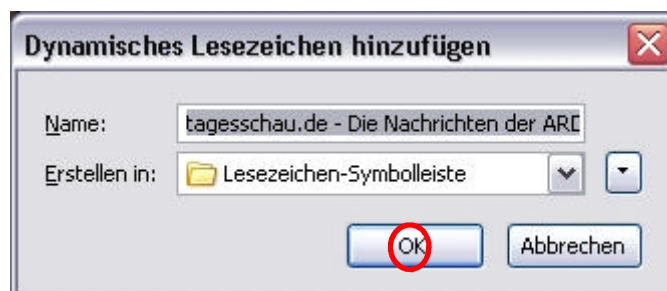 Dynamisches Lesezeichen hinzufügen
Name: tagesschau.de - Die Nachrichten der ARD
Erstellen in: Lesezeichen-Symbolleiste
OK Abbrechen